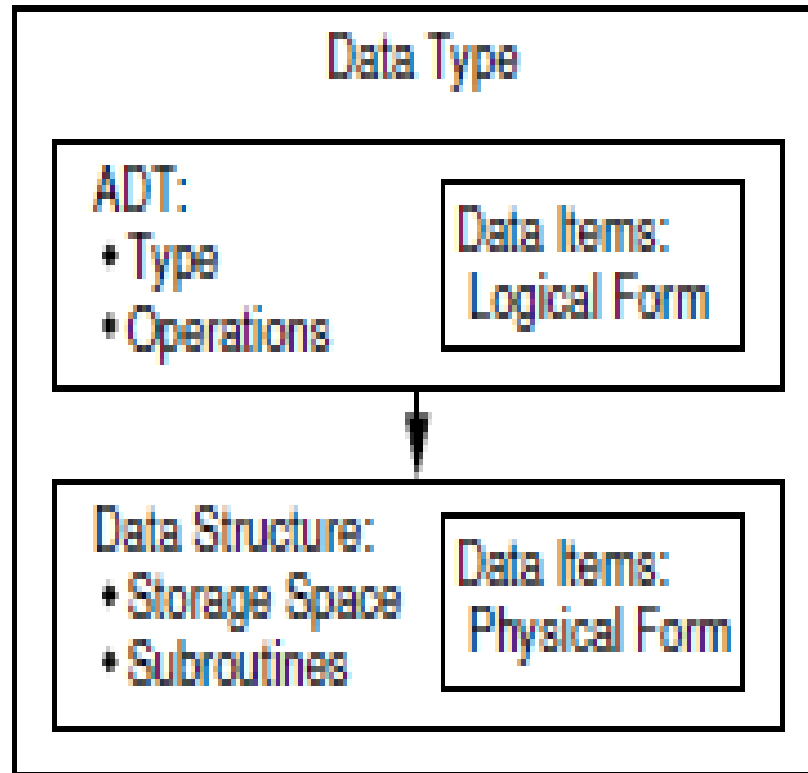 Data Type
ADT:
• Type
• Operations
Data Items:
Logical Form
Data Structure:
• Storage Space
• Subroutines
Data Items:
Physical Form